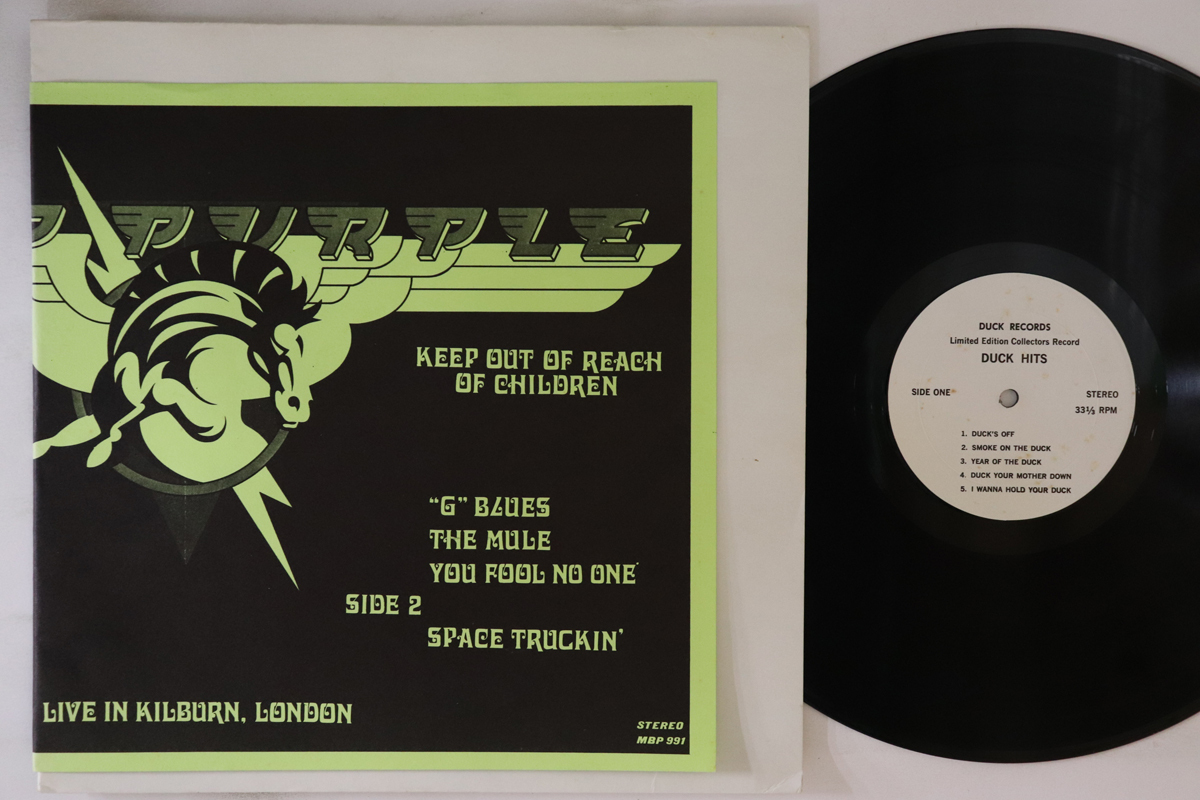 PURPLE
KEEP OUT OF REACH
OF CHILDREN
"G" BLUES
THE MULE
YOU FOOL NO ONE
SIDE 2
SPACE TRUCKIN'
LIVE IN KILBURN, LONDON
STEREO
MBP 991
DUCK RECORDS
Limited Edition Collectors Record
DUCK HITS
SIDE ONE
STEREO
33⅓ RPM
1. DUCK'S OFF
2. SMOKE ON THE DUCK
3. YEAR OF THE DUCK
4. DUCK YOUR MOTHER DOWN
5. I WANNA HOLD YOUR DUCK